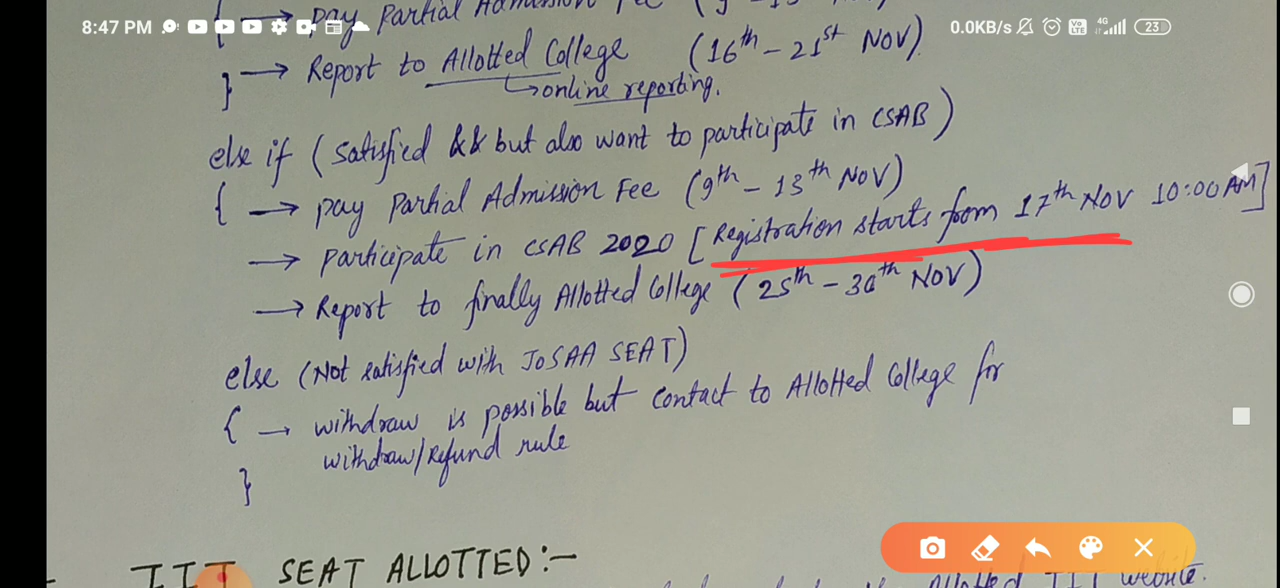 8:47 PM
0.0KB/s
Vo LTE
4G
23
{ → pay Partial Admission Fee
→ Report to Allotted College (16th – 21st NOV).
}
↳ online reporting.
else if (satisfied && but also want to participate in CSAB)
{ → pay Partial Admission Fee (9th – 13th NOV)
→ Participate in CSAB 2020 [Registration starts from 17th Nov 10:00 AM]
→ Report to finally Allotted College (25th – 30th NOV)
else (Not satisfied with JoSAA SEAT)
{ → withdraw is possible but contact to Allotted College for
withdraw/Refund rule
}
SEAT ALLOTTED:-
Allotted IIT website.